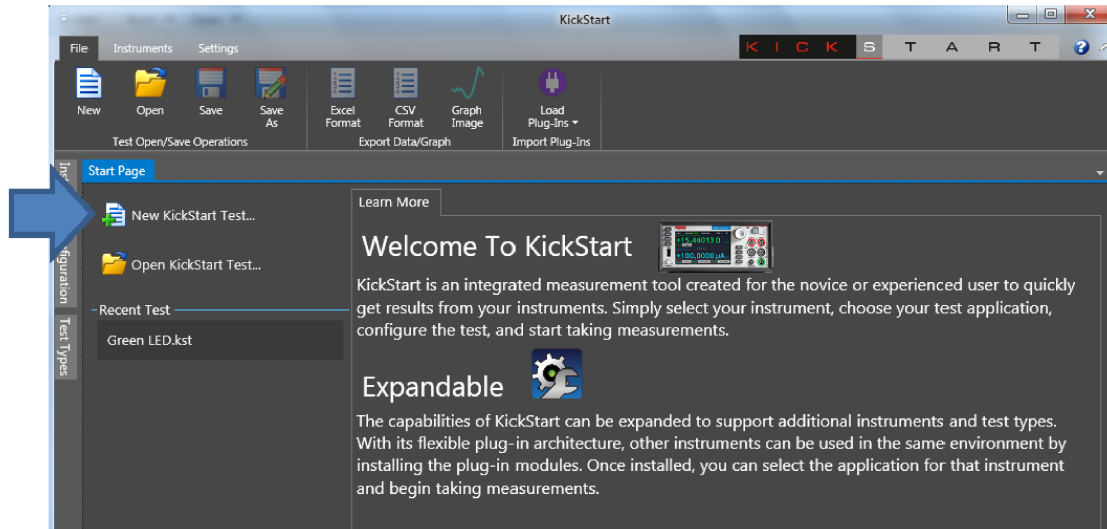 KickStart
File Instruments Settings
KICKSTART
New Open Save Save As Excel Format CSV Format Graph Image Load Plug-Ins
Test Open/Save Operations Export Data/Graph Import Plug-Ins
Start Page
New KickStart Test...
Open KickStart Test...
Recent Test
Green LED.kst
Test Types
Learn More
Welcome To KickStart
+15.44013 0
+100.0000 µA
KickStart is an integrated measurement tool created for the novice or experienced user to quickly
get results from your instruments. Simply select your instrument, choose your test application,
configure the test, and start taking measurements.
Expandable
The capabilities of KickStart can be expanded to support additional instruments and test types.
With its flexible plug-in architecture, other instruments can be used in the same environment by
installing the plug-in modules. Once installed, you can select the application for that instrument
and begin taking measurements.